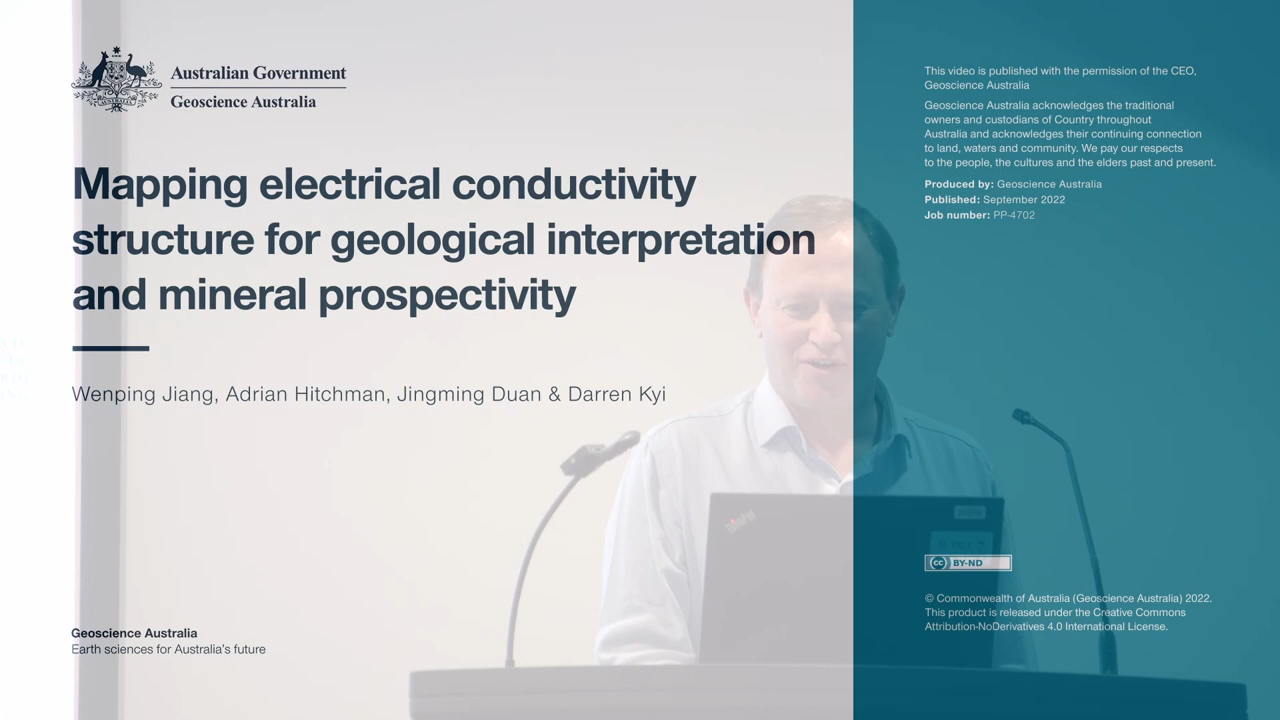 Australian Government
Geoscience Australia
Mapping electrical conductivity
structure for geological interpretation
and mineral prospectivity
Wenping Jiang, Adrian Hitchman, Jingming Duan & Darren Kyi
Geoscience Australia
Earth sciences for Australia's future
This video is published with the permission of the CEO,
Geoscience Australia
Geoscience Australia acknowledges the traditional
owners and custodians of Country throughout
Australia and acknowledges their continuing connection
to land, waters and community. We pay our respects
to the people, the cultures and the elders past and present.
Produced by: Geoscience Australia
Published: September 2022
Job number: PP-4702
ThinkPad
cc BY-ND
© Commonwealth of Australia (Geoscience Australia) 2022.
This product is released under the Creative Commons
Attribution-NoDerivatives 4.0 International License.